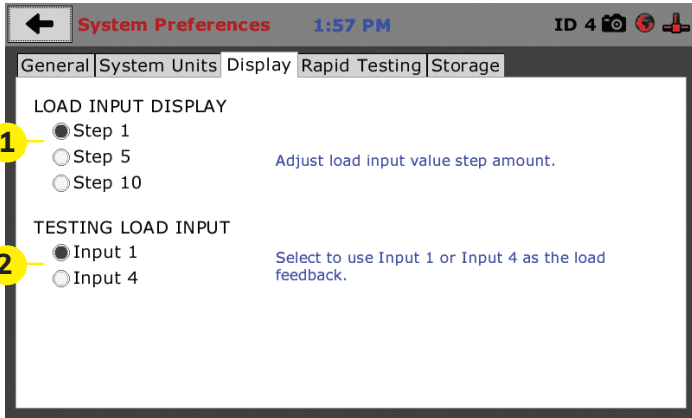 System Preferences 1:57 PM ID 4
General System Units Display Rapid Testing Storage
LOAD INPUT DISPLAY
1
Step 1
Step 5
Step 10
Adjust load input value step amount.
TESTING LOAD INPUT
2
Input 1
Input 4
Select to use Input 1 or Input 4 as the load
feedback.